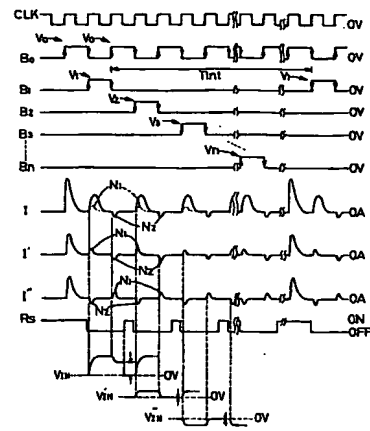 CLK 0V
V0 V0
B0 0V
Tint
V1 V1
B1 0V
V2
B2 0V
V3
B3 0V
Vn
Bn 0V
I N1 0A
N2
I' N1 0A
N2
I" N1 0A
N2
Rs ON
OFF
VIN 0V
V'IN 0V
V"IN 0V